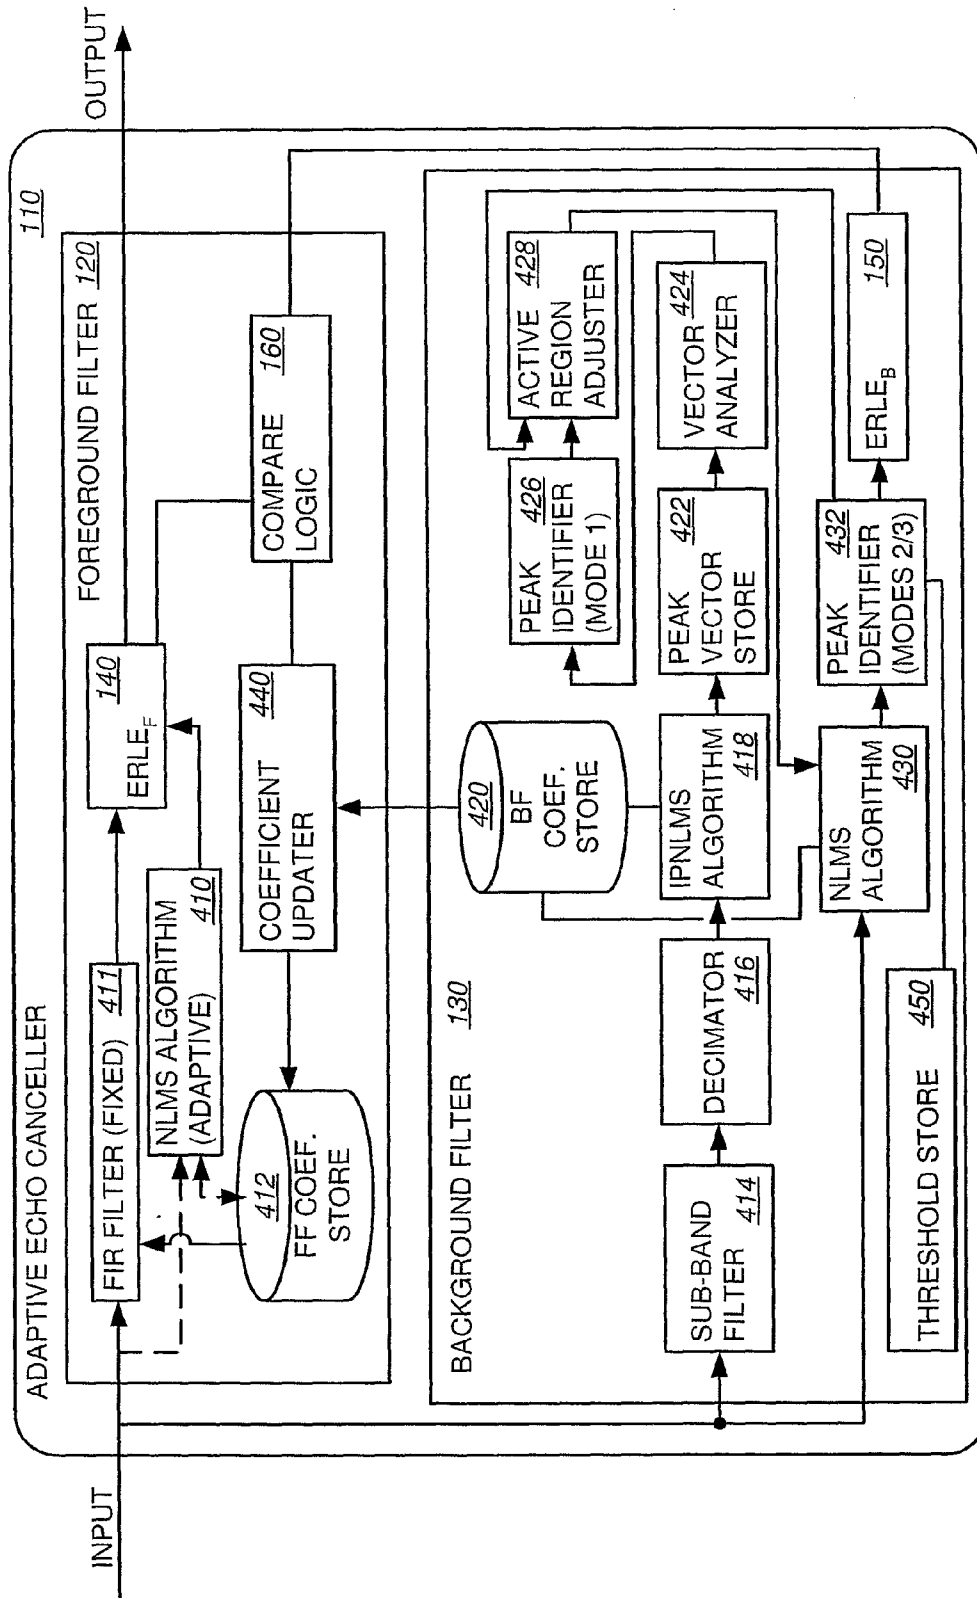 INPUT
OUTPUT
ADAPTIVE ECHO CANCELLER
110
FOREGROUND FILTER 120
FIR FILTER (FIXED) 411
NLMS ALGORITHM
(ADAPTIVE) 410
412
FF COEF.
STORE
140
ERLEF
440
COEFFICIENT
UPDATER
160
COMPARE
LOGIC
BACKGROUND FILTER 130
SUB-BAND
FILTER 414
DECIMATOR
416
420
BF
COEF.
STORE
IPNLMS
ALGORITHM
418
PEAK 422
VECTOR
STORE
424
VECTOR
ANALYZER
PEAK 426
IDENTIFIER
(MODE 1)
ACTIVE 428
REGION
ADJUSTER
NLMS
ALGORITHM 430
PEAK 432
IDENTIFIER
(MODES 2/3)
150
ERLEB
450
THRESHOLD STORE